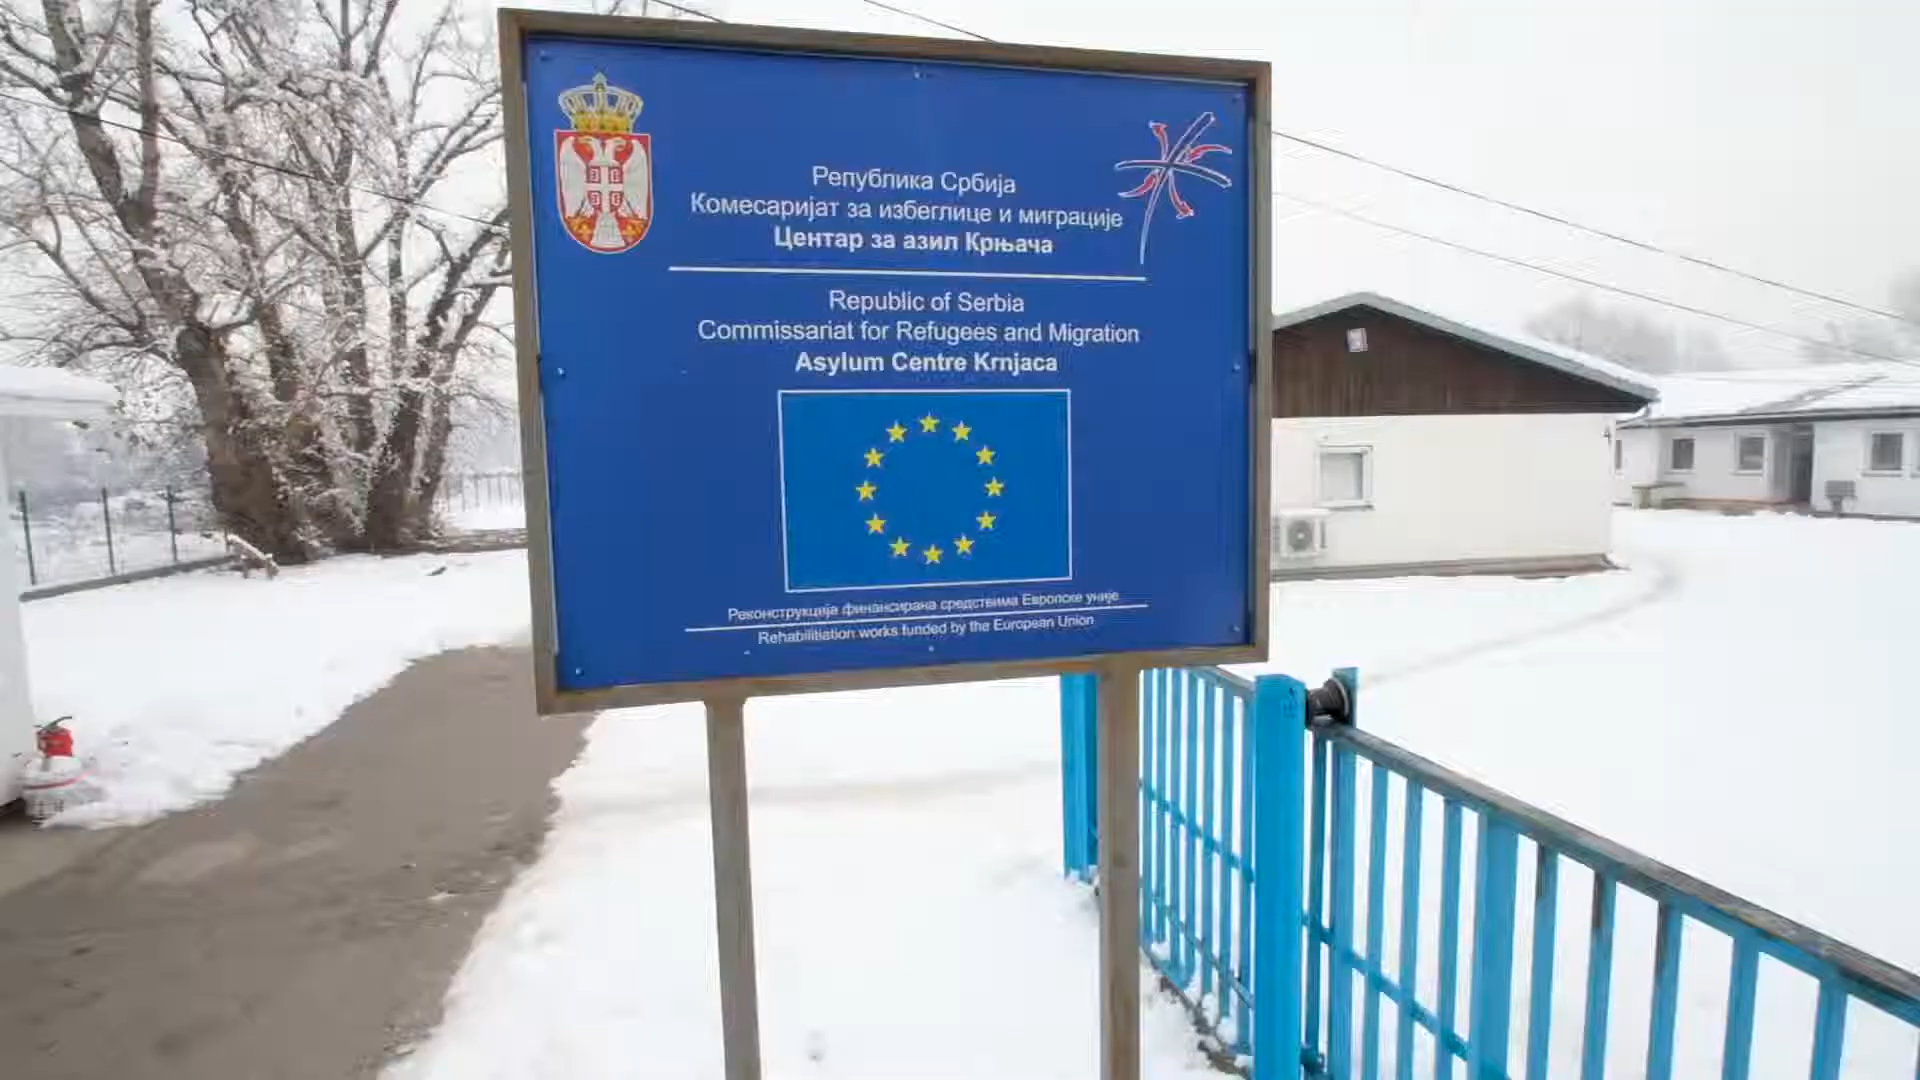 Република Србија
Комесаријат за избеглице и миграције
Центар за азил Крњача
Republic of Serbia
Commissariat for Refugees and Migration
Asylum Centre Krnjaca
Реконструкција финансирана средствима Европске уније
Rehabilitiation works funded by the European Union